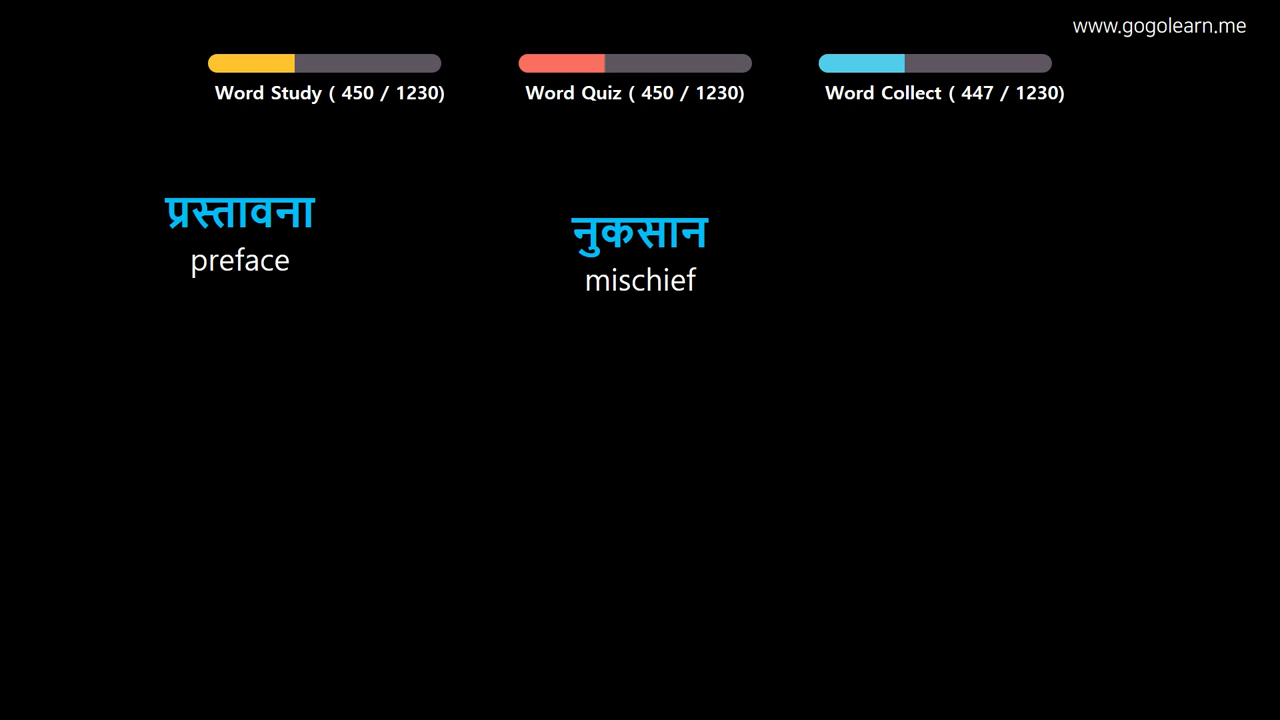 www.gogolearn.me
Word Study ( 450 / 1230)
Word Quiz ( 450 / 1230)
Word Collect ( 447 / 1230)
प्रस्तावना
preface
नुकसान
mischief